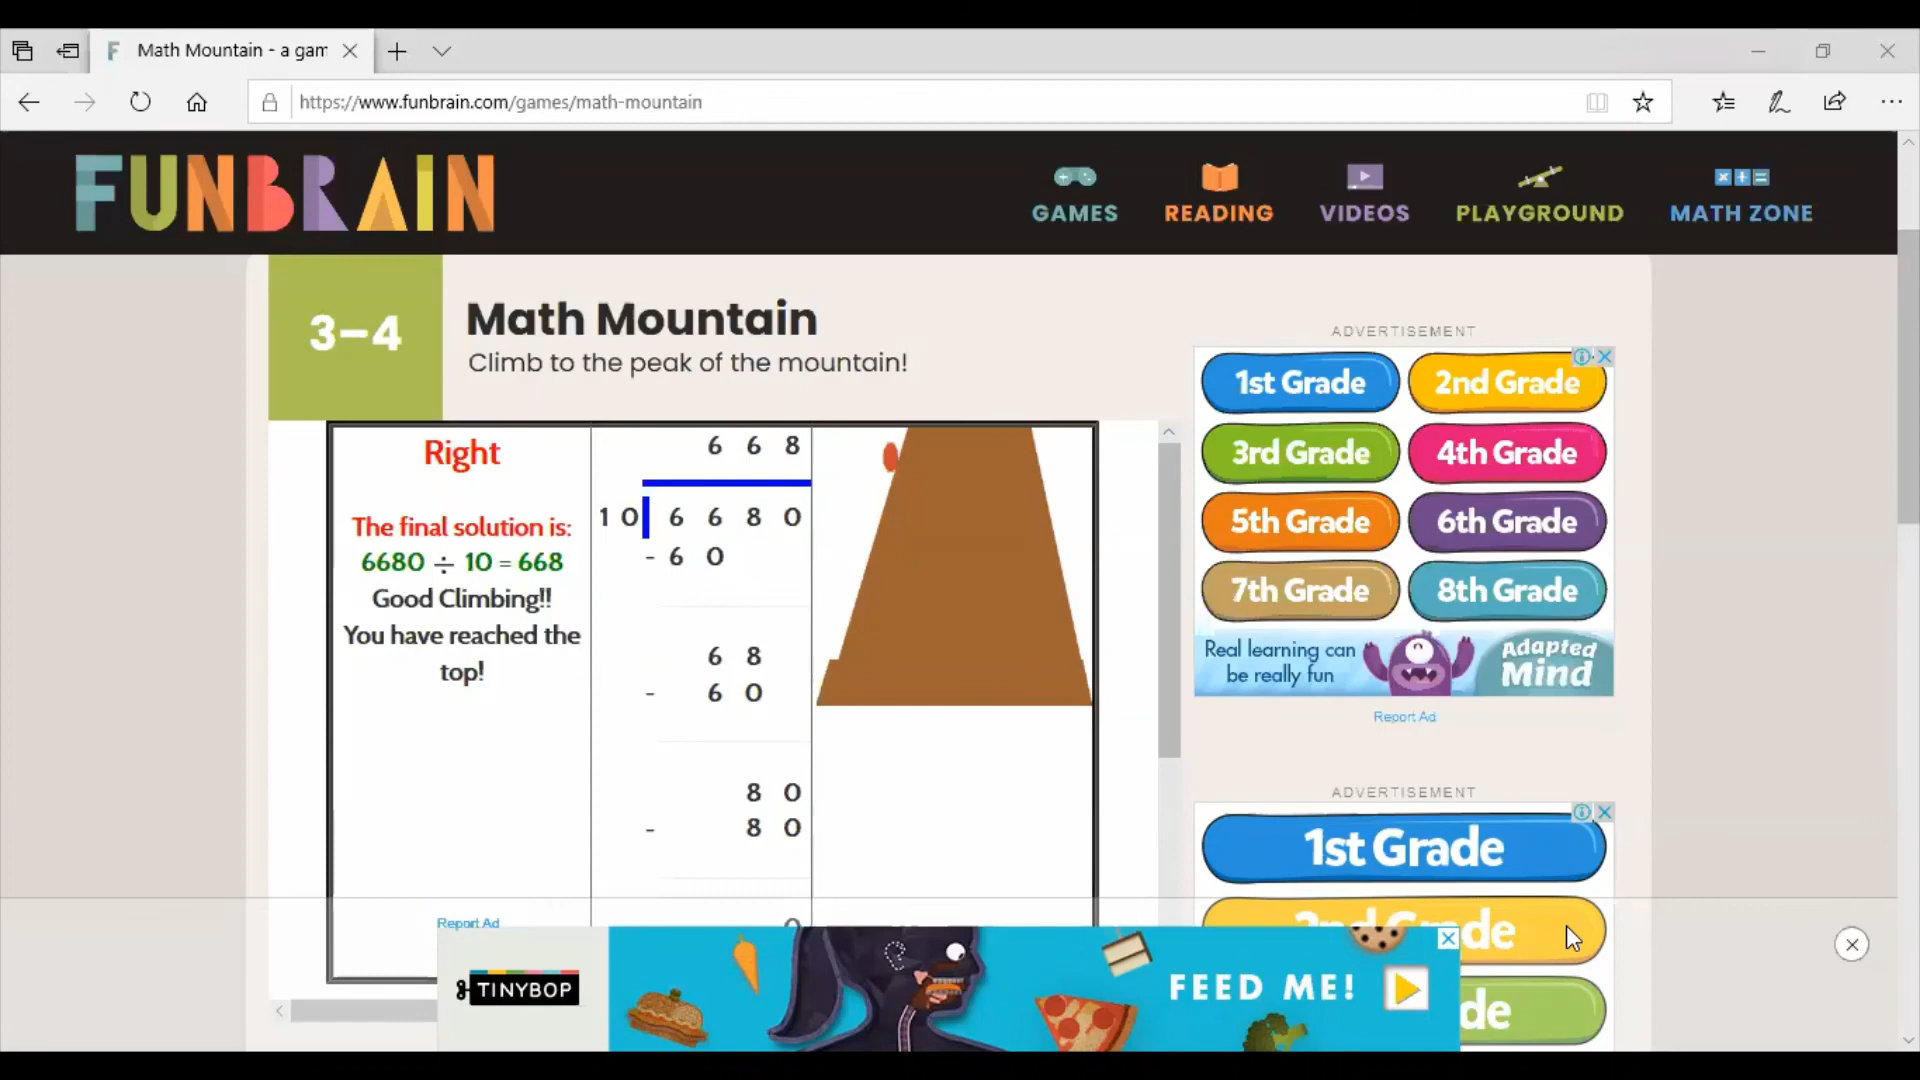 Math Mountain - a gam
https://www.funbrain.com/games/math-mountain
FUNBRAIN
GAMES
READING
VIDEOS
PLAYGROUND
MATH ZONE
3–4
Math Mountain
Climb to the peak of the mountain!
Right
The final solution is:
6680 ÷ 10 = 668
Good Climbing!!
You have reached the
top!
6 6 8
1 0 6 6 8 0
- 6 0
6 8
- 6 0
8 0
- 8 0
0
ADVERTISEMENT
1st Grade 2nd Grade
3rd Grade 4th Grade
5th Grade 6th Grade
7th Grade 8th Grade
Real learning can
be really fun
Adapted
Mind
Report Ad
ADVERTISEMENT
1st Grade
2nd Grade
de
Report Ad
TINYBOP
FEED ME!